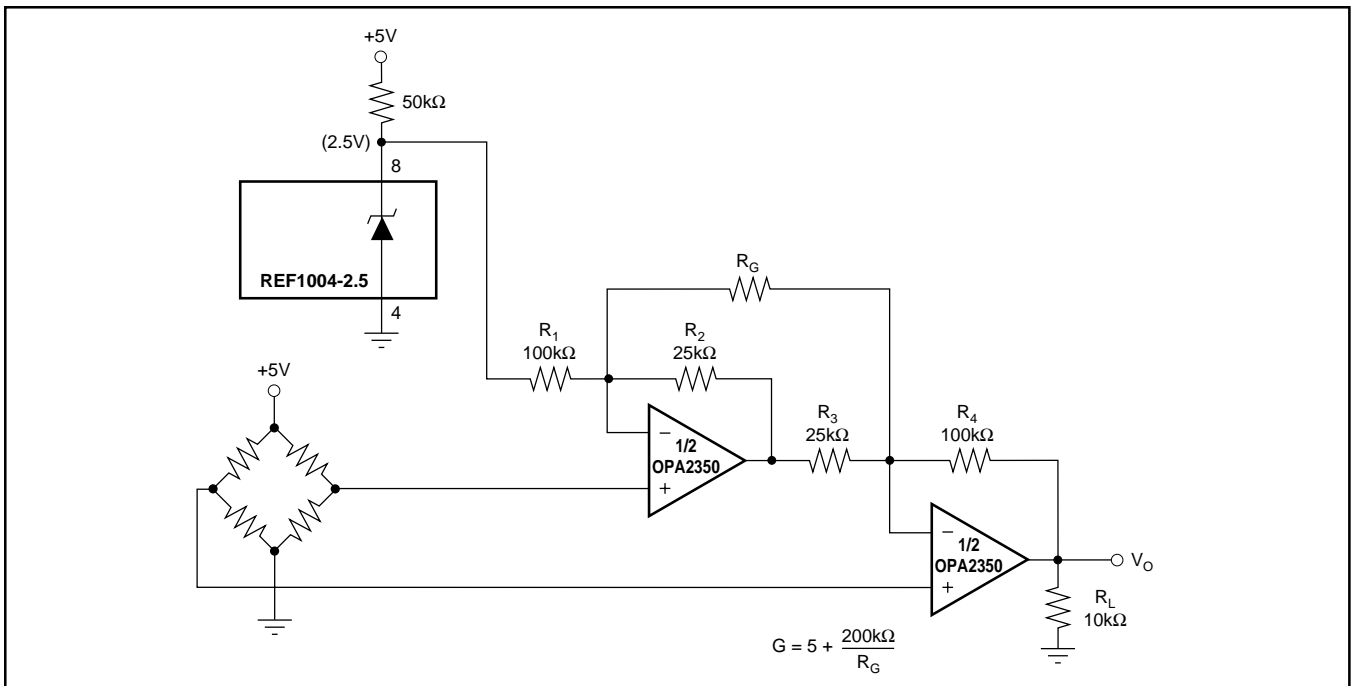 +5V
50kΩ
(2.5V)
8
REF1004-2.5
4
R_G
R_1
100kΩ
R_2
25kΩ
+5V
R_3
25kΩ
R_4
100kΩ
−
1/2
OPA2350
+
−
1/2
OPA2350
+
V_O
R_L
10kΩ
G = 5 + 200kΩ / R_G